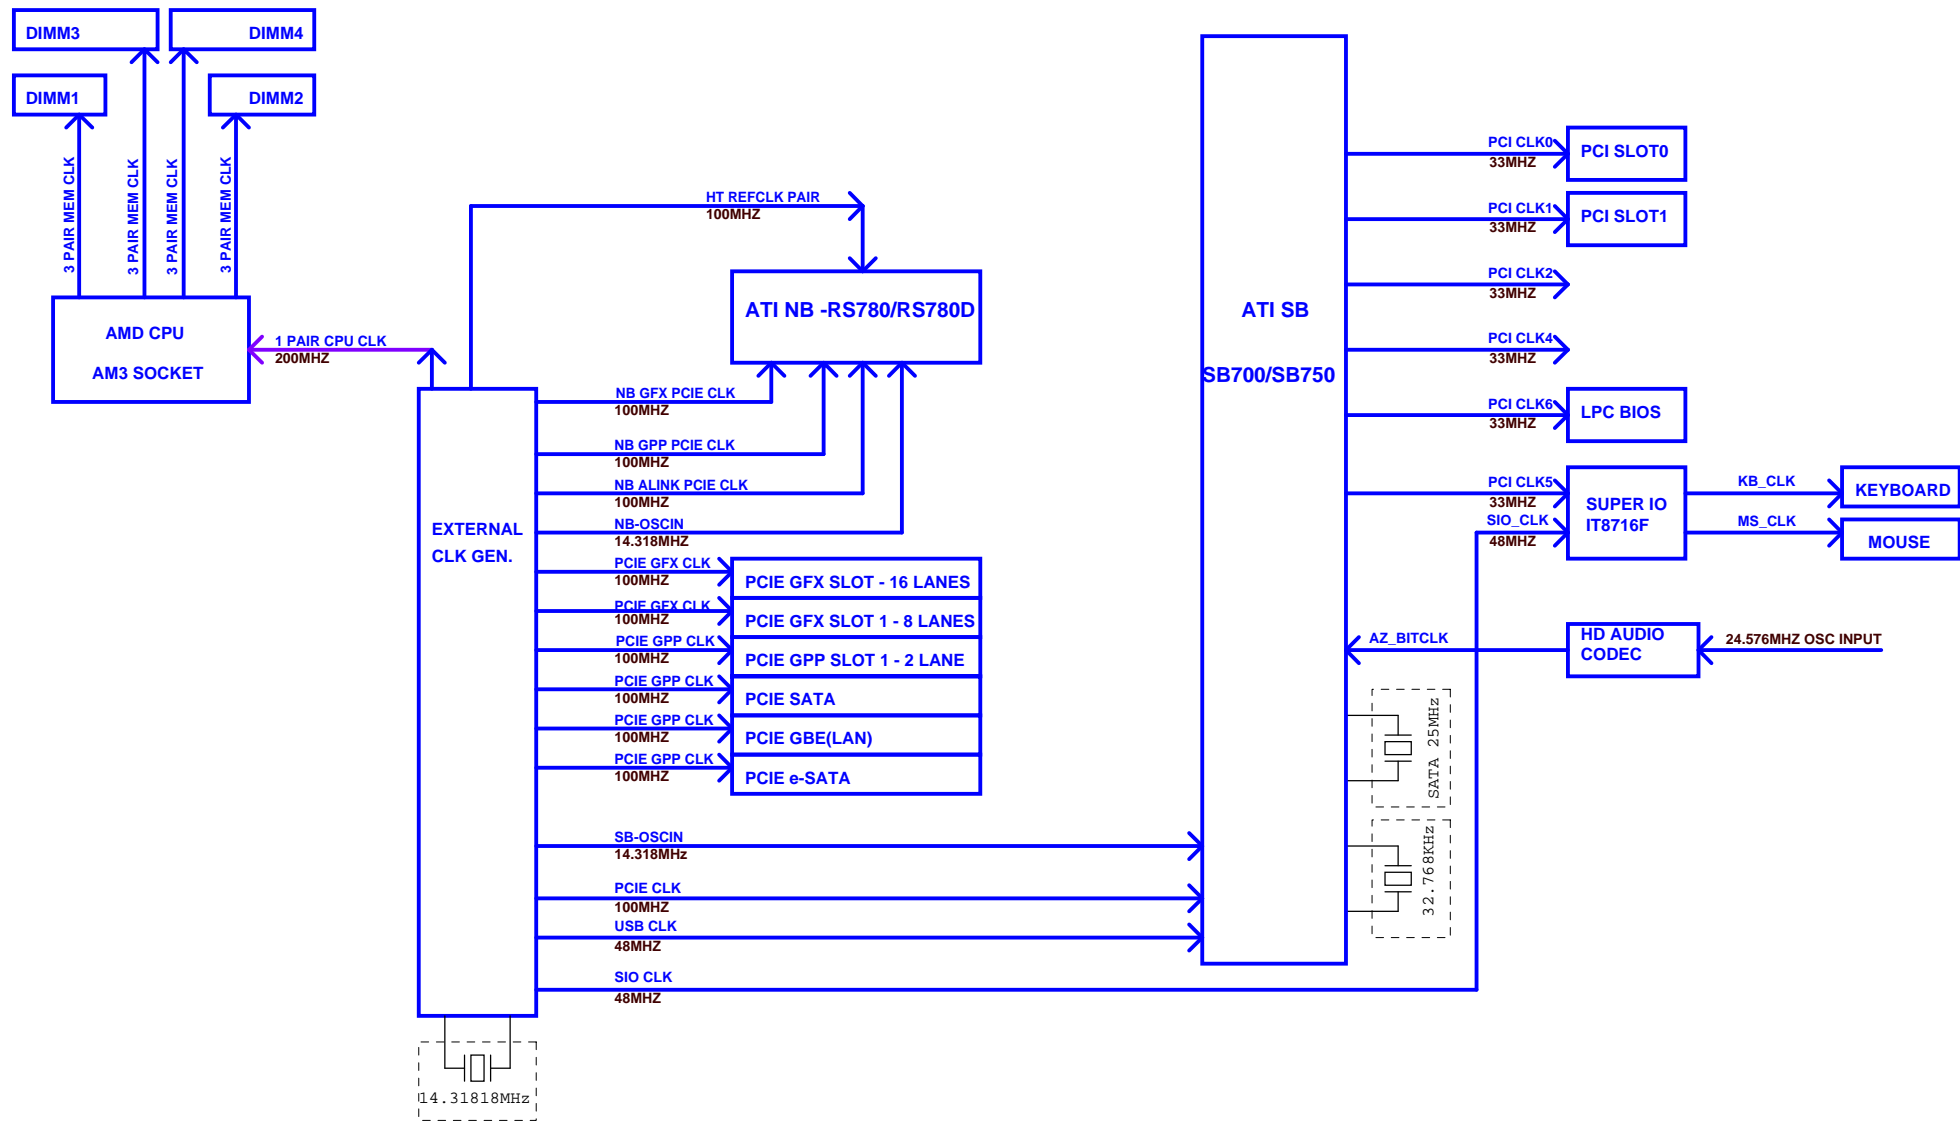 DIMM3
DIMM4
DIMM1
DIMM2
3 PAIR MEM CLK
3 PAIR MEM CLK
3 PAIR MEM CLK
3 PAIR MEM CLK
AMD CPU
AM3 SOCKET
1 PAIR CPU CLK
200MHZ
HT REFCLK PAIR
100MHZ
ATI NB -RS780/RS780D
NB GFX PCIE CLK
100MHZ
NB GPP PCIE CLK
100MHZ
NB ALINK PCIE CLK
100MHZ
NB-OSCIN
14.318MHZ
EXTERNAL
CLK GEN.
PCIE GFX CLK
100MHZ
PCIE GFX SLOT - 16 LANES
PCIE GFX CLK
100MHZ
PCIE GFX SLOT 1 - 8 LANES
PCIE GPP CLK
100MHZ
PCIE GPP SLOT 1 - 2 LANE
PCIE GPP CLK
100MHZ
PCIE SATA
PCIE GPP CLK
100MHZ
PCIE GBE(LAN)
PCIE GPP CLK
100MHZ
PCIE e-SATA
SB-OSCIN
14.318MHz
PCIE CLK
100MHZ
USB CLK
48MHZ
SIO CLK
48MHZ
14.31818MHz
ATI SB
SB700/SB750
PCI CLK0
33MHZ
PCI SLOT0
PCI CLK1
33MHZ
PCI SLOT1
PCI CLK2
33MHZ
PCI CLK4
33MHZ
PCI CLK6
33MHZ
LPC BIOS
PCI CLK5
33MHZ
SIO_CLK
48MHZ
SUPER IO
IT8716F
KB_CLK
KEYBOARD
MS_CLK
MOUSE
AZ_BITCLK
HD AUDIO
CODEC
24.576MHZ OSC INPUT
SATA 25MHz
32.768KHz